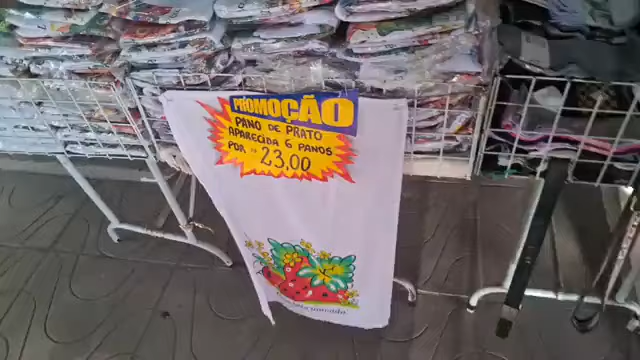 PROMOÇÃO
PANO DE PRATO
APARECIDA 6 PANOS
POR R$ 23,00